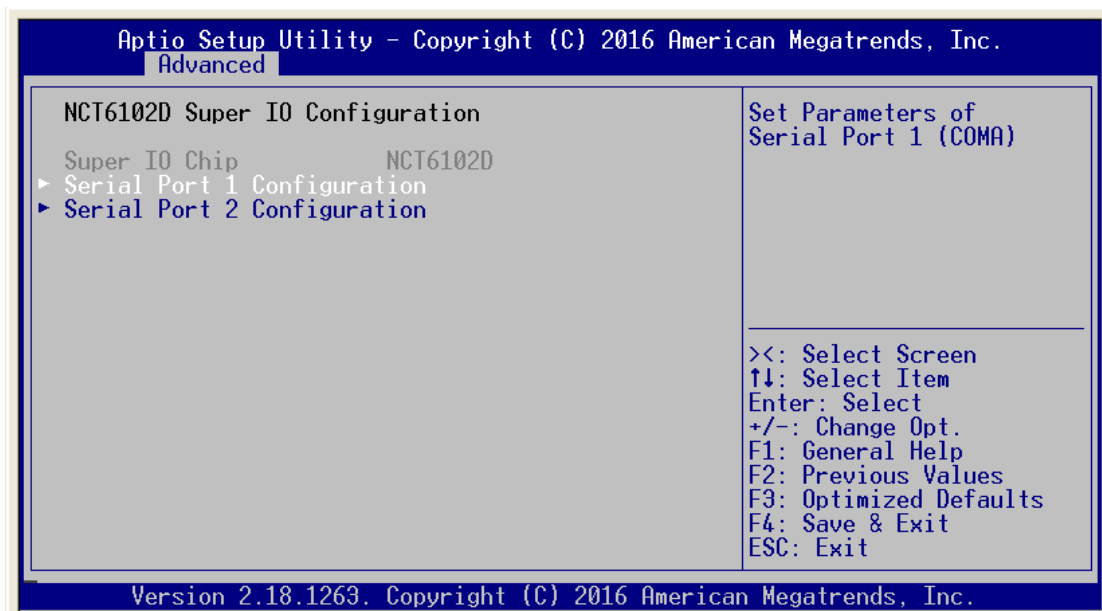 Aptio Setup Utility – Copyright (C) 2016 American Megatrends, Inc.
Advanced
NCT6102D Super IO Configuration
Super IO Chip NCT6102D
► Serial Port 1 Configuration
► Serial Port 2 Configuration
Set Parameters of
Serial Port 1 (COMA)
><: Select Screen
↑↓: Select Item
Enter: Select
+/-: Change Opt.
F1: General Help
F2: Previous Values
F3: Optimized Defaults
F4: Save & Exit
ESC: Exit
Version 2.18.1263. Copyright (C) 2016 American Megatrends, Inc.